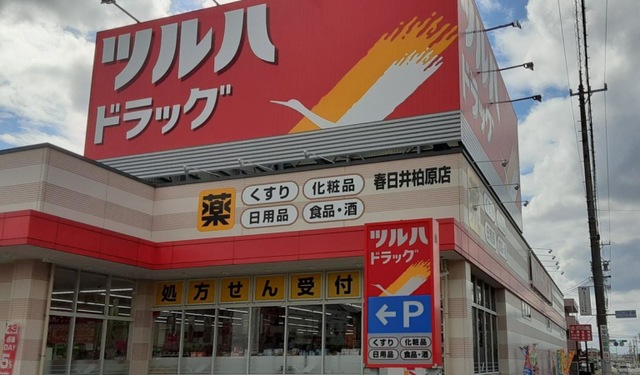 ツルハ
ドラッグ
薬
くすり
化粧品
日用品
食品・酒
春日井柏原店
処方せん受付
ツルハ
ドラッグ
←P
くすり
化粧品
日用品
食品・酒